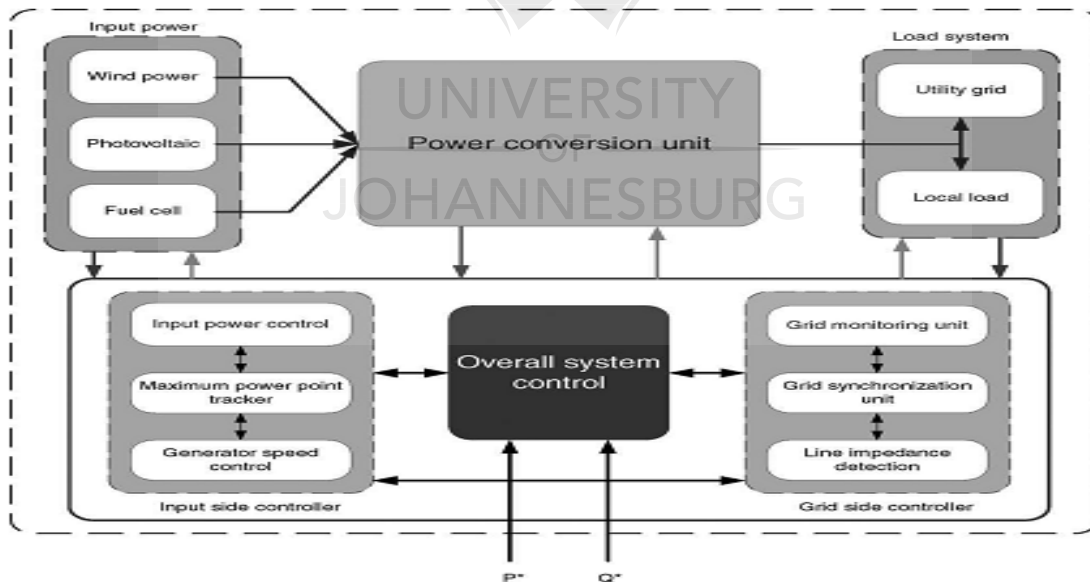 Input power
Wind power
Photovoltaic
Fuel cell
UNIVERSITY
OF
JOHANNESBURG
Power conversion unit
Load system
Utility grid
Local load
Input power control
Maximum power point
tracker
Generator speed
control
Input side controller
Overall system
control
Grid monitoring unit
Grid synchronization
unit
Line impedance
detection
Grid side controller
P*
Q*